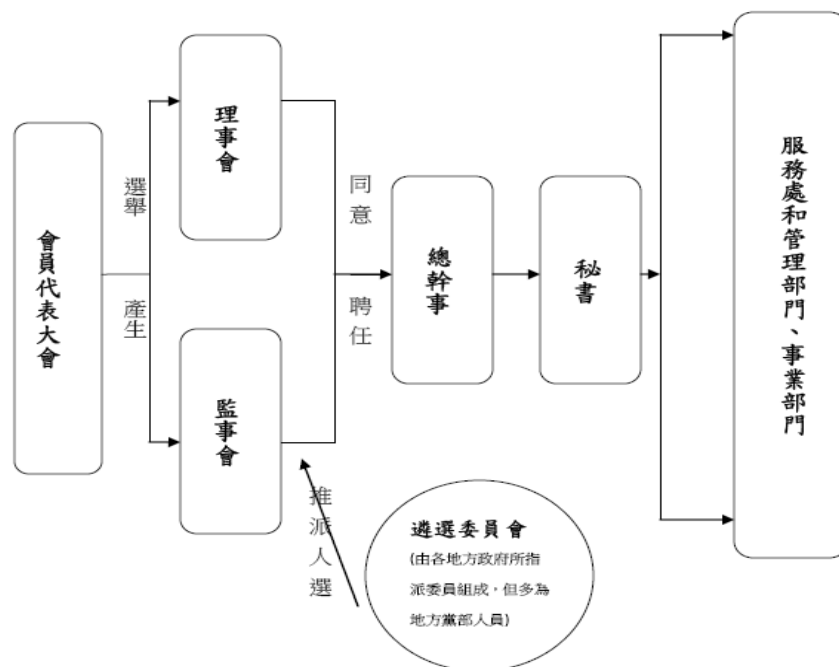 會員代表大會
選舉
產生
理事會
監事會
同意
聘任
總幹事
秘書
服務處和管理部門、事業部門
推派人選
遴選委員會
(由各地方政府所指
派委員組成，但多為
地方黨部人員)